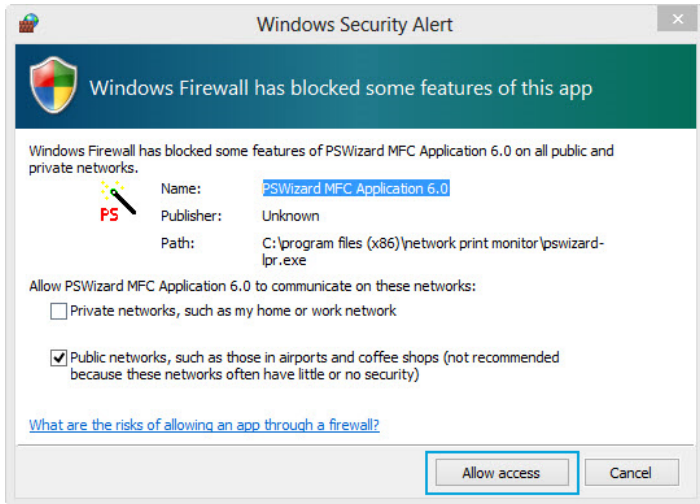 Windows Security Alert
Windows Firewall has blocked some features of this app
Windows Firewall has blocked some features of PSWizard MFC Application 6.0 on all public and
private networks.
PS
Name: PSWizard MFC Application 6.0
Publisher: Unknown
Path: C:\program files (x86)\network print monitor\pswizard-
lpr.exe
Allow PSWizard MFC Application 6.0 to communicate on these networks:
Private networks, such as my home or work network
Public networks, such as those in airports and coffee shops (not recommended
because these networks often have little or no security)
What are the risks of allowing an app through a firewall?
Allow access Cancel